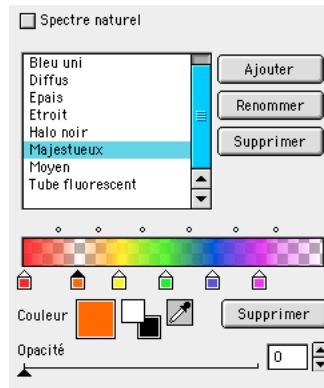 Spectre naturel
Bleu uni
Diffus
Epais
Etroit
Halo noir
Majestueux
Moyen
Tube fluorescent
Ajouter
Renommer
Supprimer
Couleur
Supprimer
Opacité
0